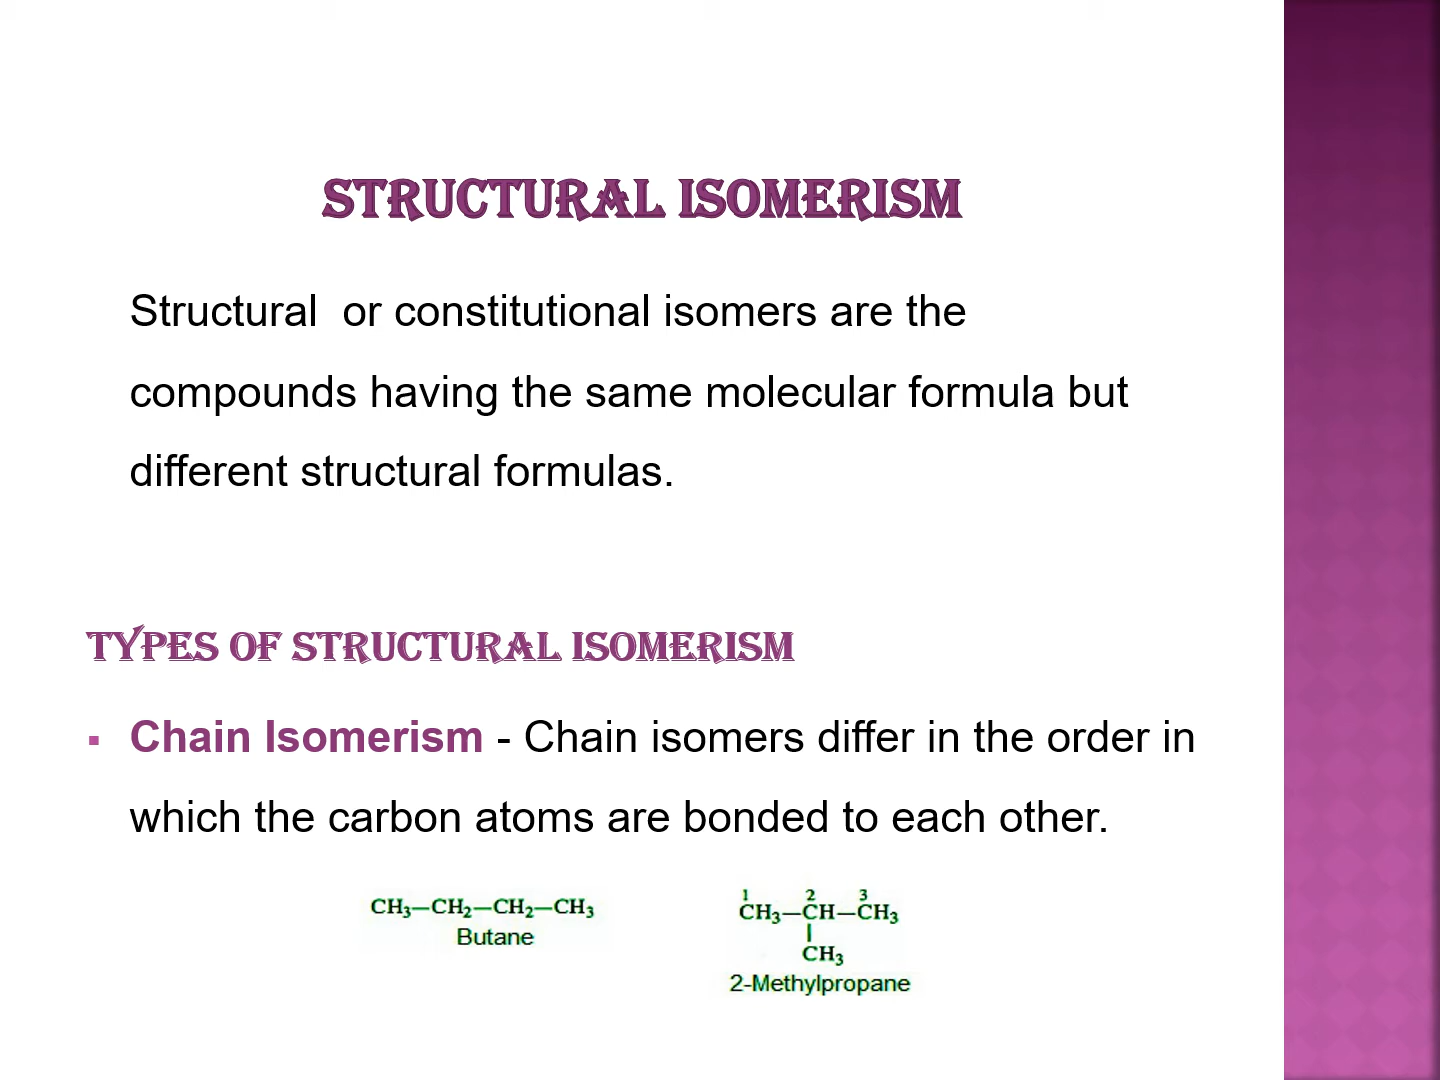 STRUCTURAL ISOMERISM
Structural or constitutional isomers are the
compounds having the same molecular formula but
different structural formulas.
TYPES OF STRUCTURAL ISOMERISM
▪ Chain Isomerism - Chain isomers differ in the order in
which the carbon atoms are bonded to each other.
CH₃—CH₂—CH₂—CH₃
Butane
1 2 3
CH₃—CH—CH₃
|
CH₃
2-Methylpropane